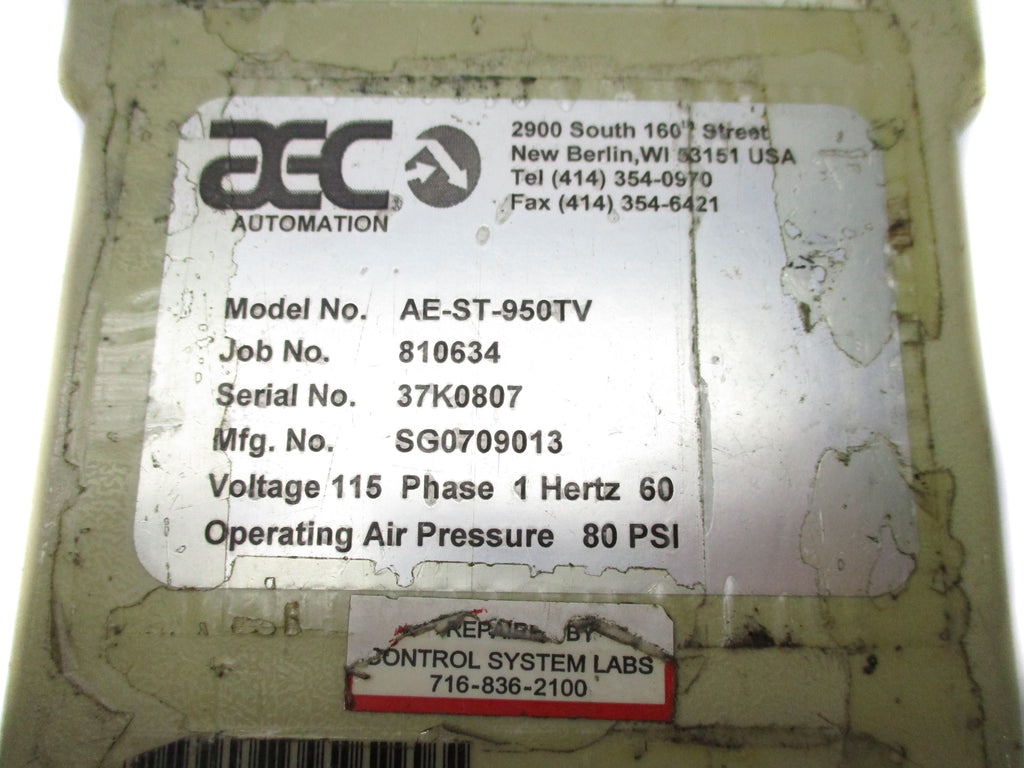 AEC
AUTOMATION
2900 South 160th Street
New Berlin,WI 53151 USA
Tel (414) 354-0970
Fax (414) 354-6421
Model No. AE-ST-950TV
Job No. 810634
Serial No. 37K0807
Mfg. No. SG0709013
Voltage 115 Phase 1 Hertz 60
Operating Air Pressure 80 PSI
REPAIRED BY
CONTROL SYSTEM LABS
716-836-2100